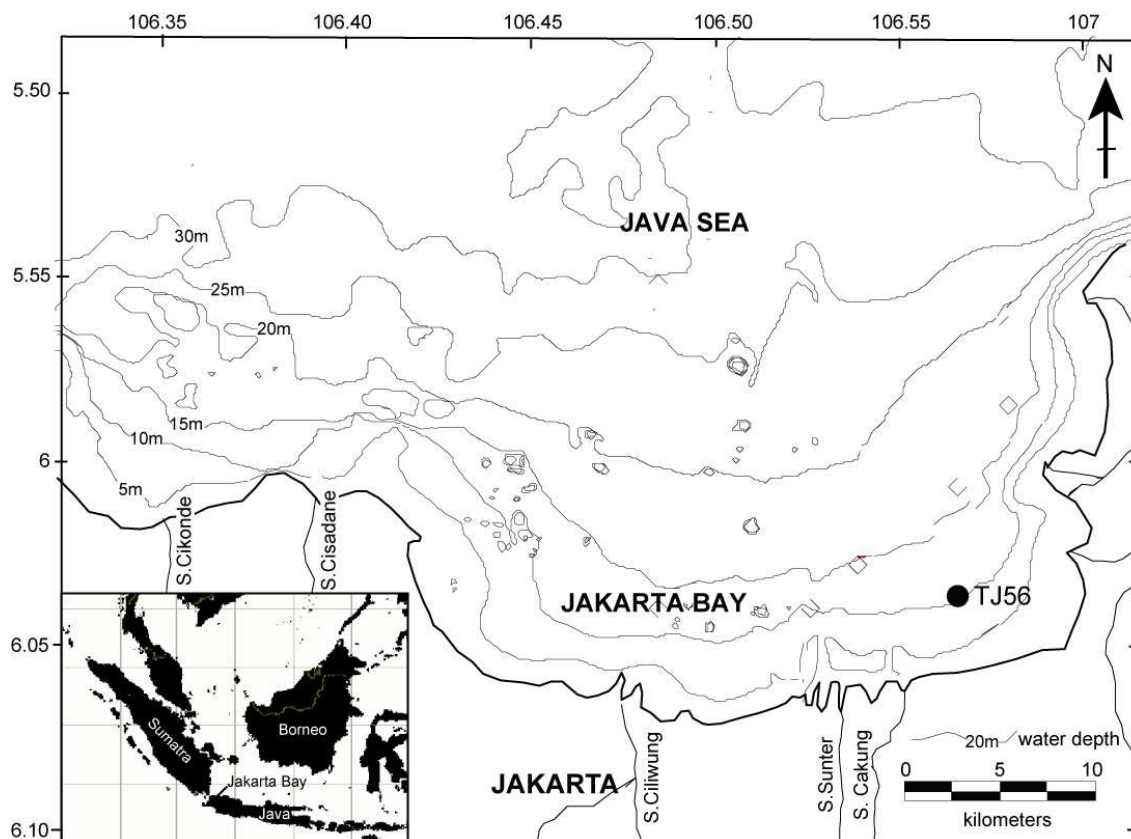 106.35 106.40 106.45 106.50 106.55 107
5.50
N
JAVA SEA
30m
5.55
25m
20m
15m
10m
6
5m
S.Cikonde
S.Cisadane
TJ56
JAKARTA BAY
6.05
Sumatra
Borneo
Jakarta Bay
Java
JAKARTA
S.Ciliwung
S.Sunter
S. Cakung
20m water depth
0 5 10
kilometers
6.10